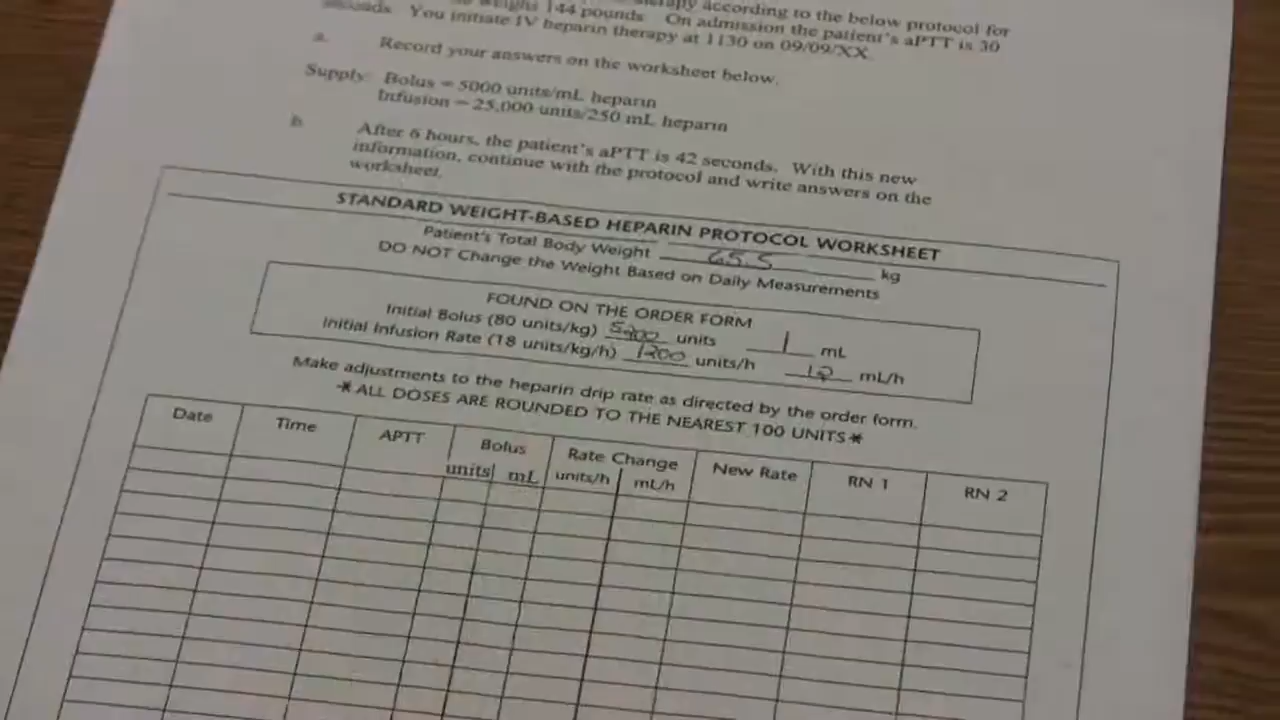 apy according to the below protocol for
weighs 144 pounds. On admission the patient's aPTT is 30
seconds. You initiate IV heparin therapy at 1130 on 09/09/XX.
a. Record your answers on the worksheet below.
Supply: Bolus = 5000 units/mL heparin
Infusion = 25,000 units/250 mL heparin
b. After 6 hours, the patient's aPTT is 42 seconds. With this new
information, continue with the protocol and write answers on the
worksheet.
STANDARD WEIGHT-BASED HEPARIN PROTOCOL WORKSHEET
Patient's Total Body Weight 65.5 kg
DO NOT Change the Weight Based on Daily Measurements
FOUND ON THE ORDER FORM
Initial Bolus (80 units/kg) 5200 units 1 mL
Initial Infusion Rate (18 units/kg/h) 1200 units/h 12 mL/h
Make adjustments to the heparin drip rate as directed by the order form.
*ALL DOSES ARE ROUNDED TO THE NEAREST 100 UNITS*
Date Time APTT Bolus Rate Change New Rate RN 1 RN 2
units mL units/h mL/h